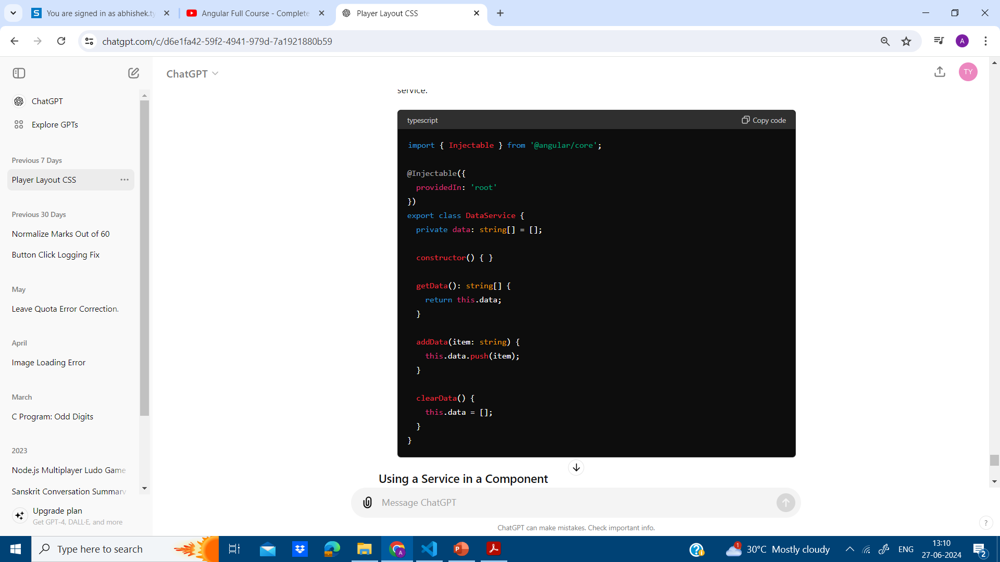 You are signed in as abhishek.ty
Angular Full Course - Complete
Player Layout CSS
chatgpt.com/c/d6e1fa42-59f2-4941-979d-7a1921880b59
A
ChatGPT
TY
ChatGPT
Explore GPTs
Previous 7 Days
Player Layout CSS
Previous 30 Days
Normalize Marks Out of 60
Button Click Logging Fix
May
Leave Quota Error Correction.
April
Image Loading Error
March
C Program: Odd Digits
2023
Node.js Multiplayer Ludo Game
Sanskrit Conversation Summary
Upgrade plan
Get GPT-4, DALL·E, and more
service.
typescript
Copy code
import { Injectable } from '@angular/core';
@Injectable({
  providedIn: 'root'
})
export class DataService {
  private data: string[] = [];
  constructor() { }
  getData(): string[] {
    return this.data;
  }
  addData(item: string) {
    this.data.push(item);
  }
  clearData() {
    this.data = [];
  }
}
Using a Service in a Component
Message ChatGPT
ChatGPT can make mistakes. Check important info.
?
Type here to search
1
30°C Mostly cloudy
ENG
13:10
27-06-2024
2